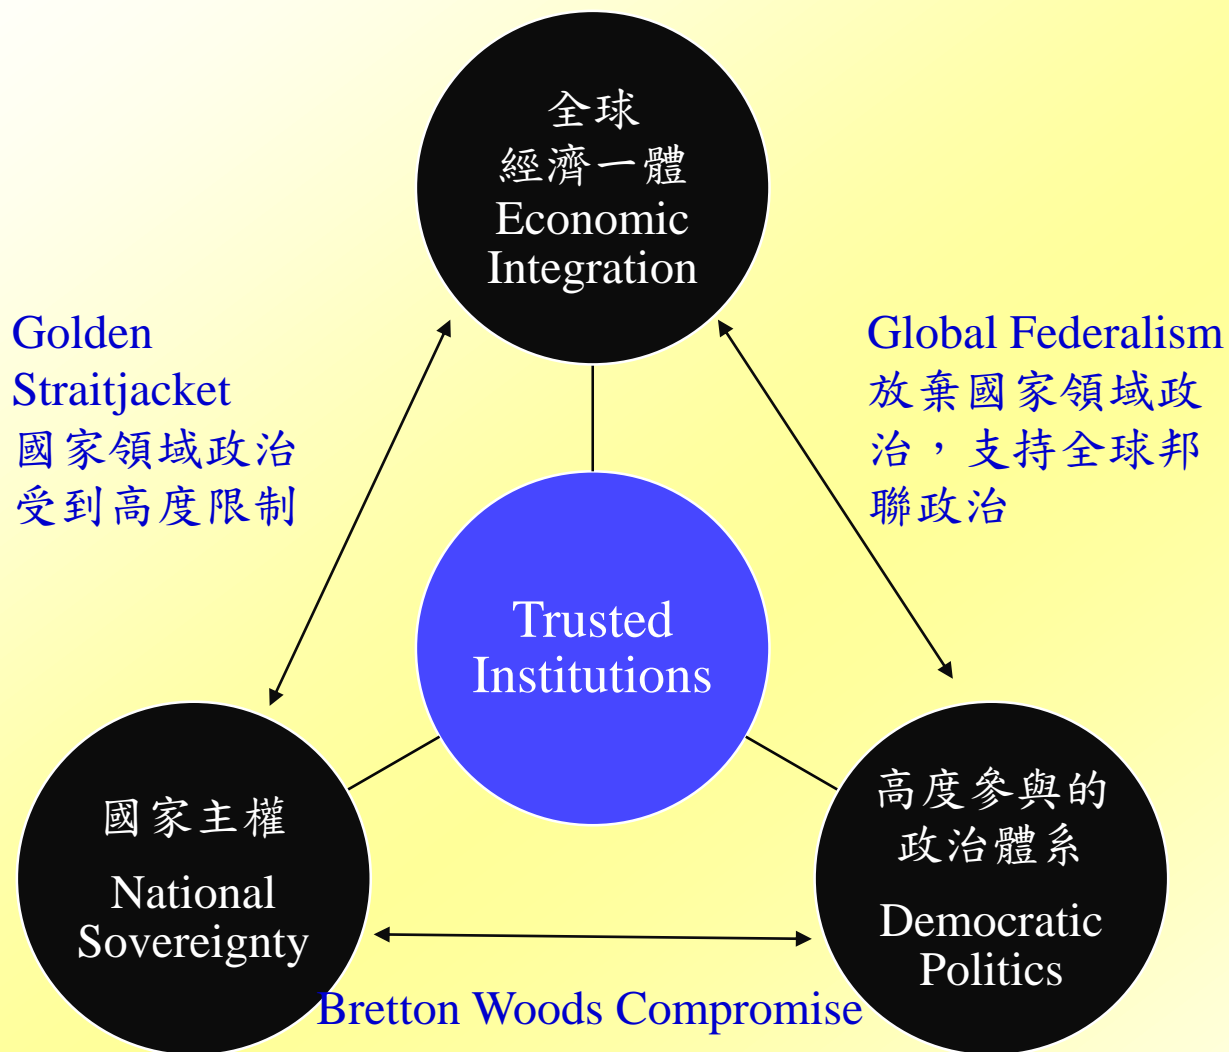 全球
經濟一體
Economic
Integration
Golden
Straitjacket
國家領域政治
受到高度限制
Global Federalism
放棄國家領域政
治，支持全球邦
聯政治
Trusted
Institutions
國家主權
National
Sovereignty
高度參與的
政治體系
Democratic
Politics
Bretton Woods Compromise